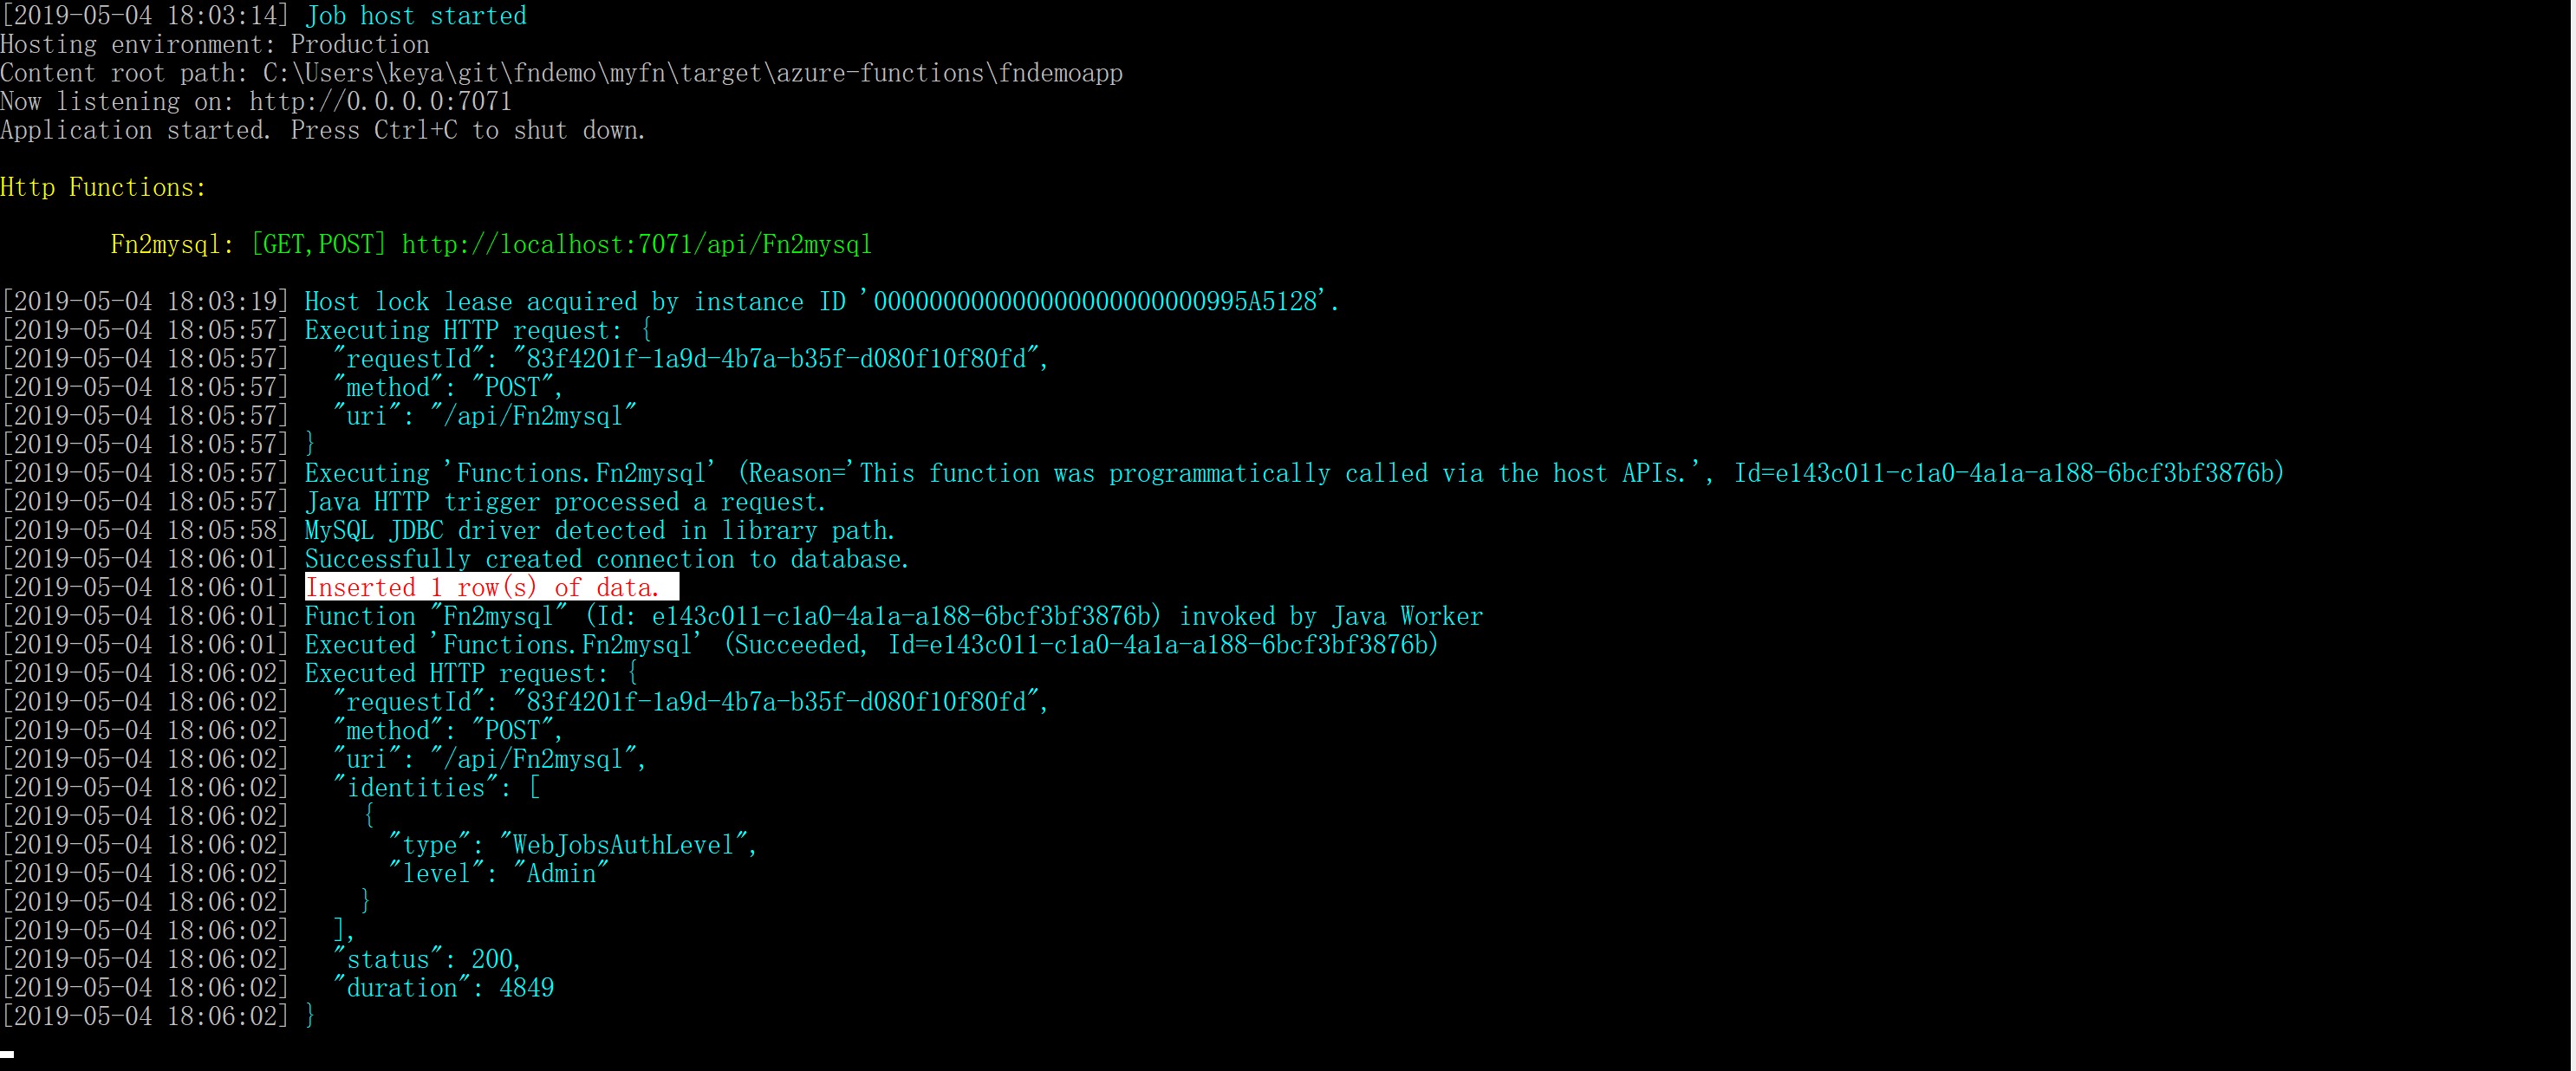 [2019-05-04 18:03:14] Job host started
Hosting environment: Production
Content root path: C:\Users\keya\git\fndemo\myfn\target\azure-functions\fndemoapp
Now listening on: http://0.0.0.0:7071
Application started. Press Ctrl+C to shut down.
Http Functions:
Fn2mysql: [GET,POST] http://localhost:7071/api/Fn2mysql
[2019-05-04 18:03:19] Host lock lease acquired by instance ID '000000000000000000000000995A5128'.
[2019-05-04 18:05:57] Executing HTTP request: {
[2019-05-04 18:05:57]   "requestId": "83f4201f-1a9d-4b7a-b35f-d080f10f80fd",
[2019-05-04 18:05:57]   "method": "POST",
[2019-05-04 18:05:57]   "uri": "/api/Fn2mysql"
[2019-05-04 18:05:57] }
[2019-05-04 18:05:57] Executing 'Functions.Fn2mysql' (Reason='This function was programmatically called via the host APIs.', Id=e143c011-c1a0-4a1a-a188-6bcf3bf3876b)
[2019-05-04 18:05:57] Java HTTP trigger processed a request.
[2019-05-04 18:05:58] MySQL JDBC driver detected in library path.
[2019-05-04 18:06:01] Successfully created connection to database.
[2019-05-04 18:06:01] Inserted 1 row(s) of data.
[2019-05-04 18:06:01] Function "Fn2mysql" (Id: e143c011-c1a0-4a1a-a188-6bcf3bf3876b) invoked by Java Worker
[2019-05-04 18:06:01] Executed 'Functions.Fn2mysql' (Succeeded, Id=e143c011-c1a0-4a1a-a188-6bcf3bf3876b)
[2019-05-04 18:06:02] Executed HTTP request: {
[2019-05-04 18:06:02]   "requestId": "83f4201f-1a9d-4b7a-b35f-d080f10f80fd",
[2019-05-04 18:06:02]   "method": "POST",
[2019-05-04 18:06:02]   "uri": "/api/Fn2mysql",
[2019-05-04 18:06:02]   "identities": [
[2019-05-04 18:06:02]     {
[2019-05-04 18:06:02]       "type": "WebJobsAuthLevel",
[2019-05-04 18:06:02]       "level": "Admin"
[2019-05-04 18:06:02]     }
[2019-05-04 18:06:02]   ],
[2019-05-04 18:06:02]   "status": 200,
[2019-05-04 18:06:02]   "duration": 4849
[2019-05-04 18:06:02] }